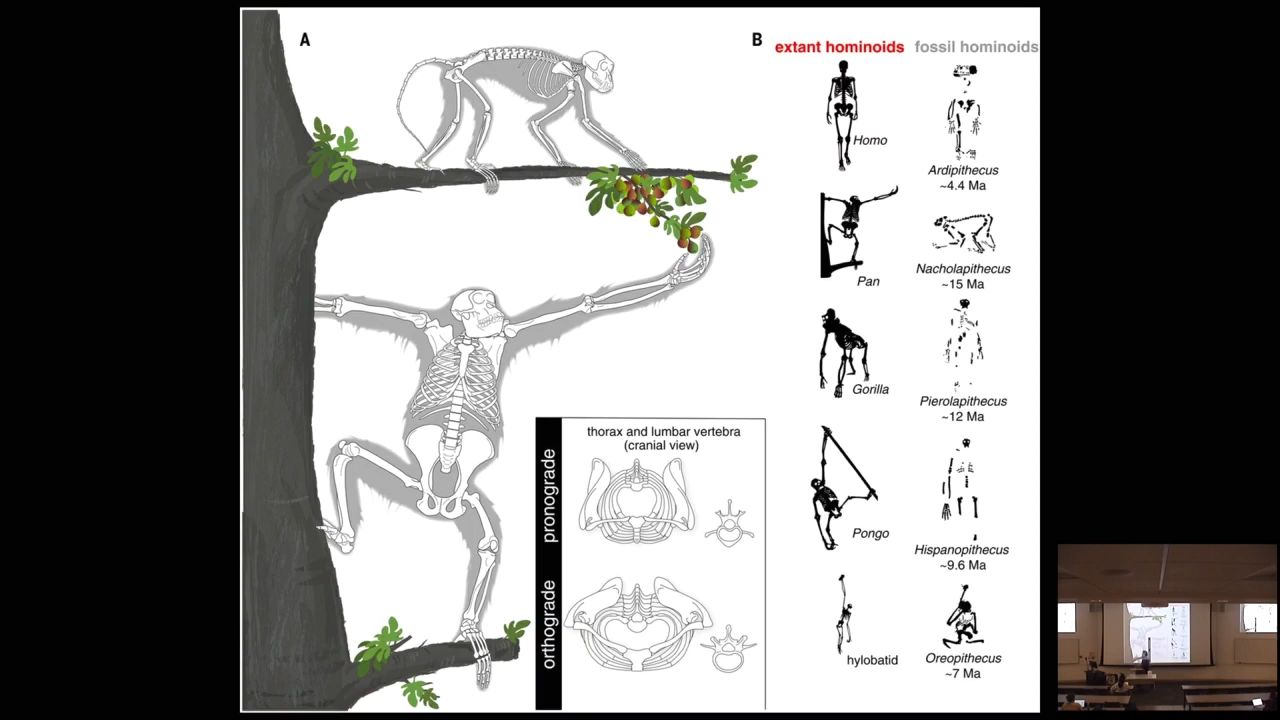 A
B
extant hominoids
fossil hominoids
Homo
Ardipithecus
~4.4 Ma
Pan
Nacholapithecus
~15 Ma
Gorilla
Pierolapithecus
~12 Ma
Pongo
Hispanopithecus
~9.6 Ma
hylobatid
Oreopithecus
~7 Ma
thorax and lumbar vertebra
(cranial view)
pronograde
orthograde